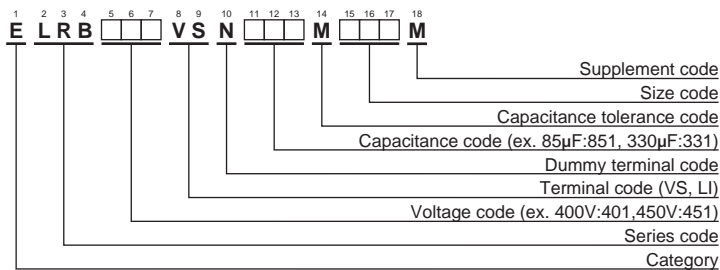 1 2 3 4 5 6 7 8 9 10 11 12 13 14 15 16 17 18
E L R B V S N M M
Supplement code
Size code
Capacitance tolerance code
Capacitance code (ex. 85µF:851, 330µF:331)
Dummy terminal code
Terminal code (VS, LI)
Voltage code (ex. 400V:401,450V:451)
Series code
Category